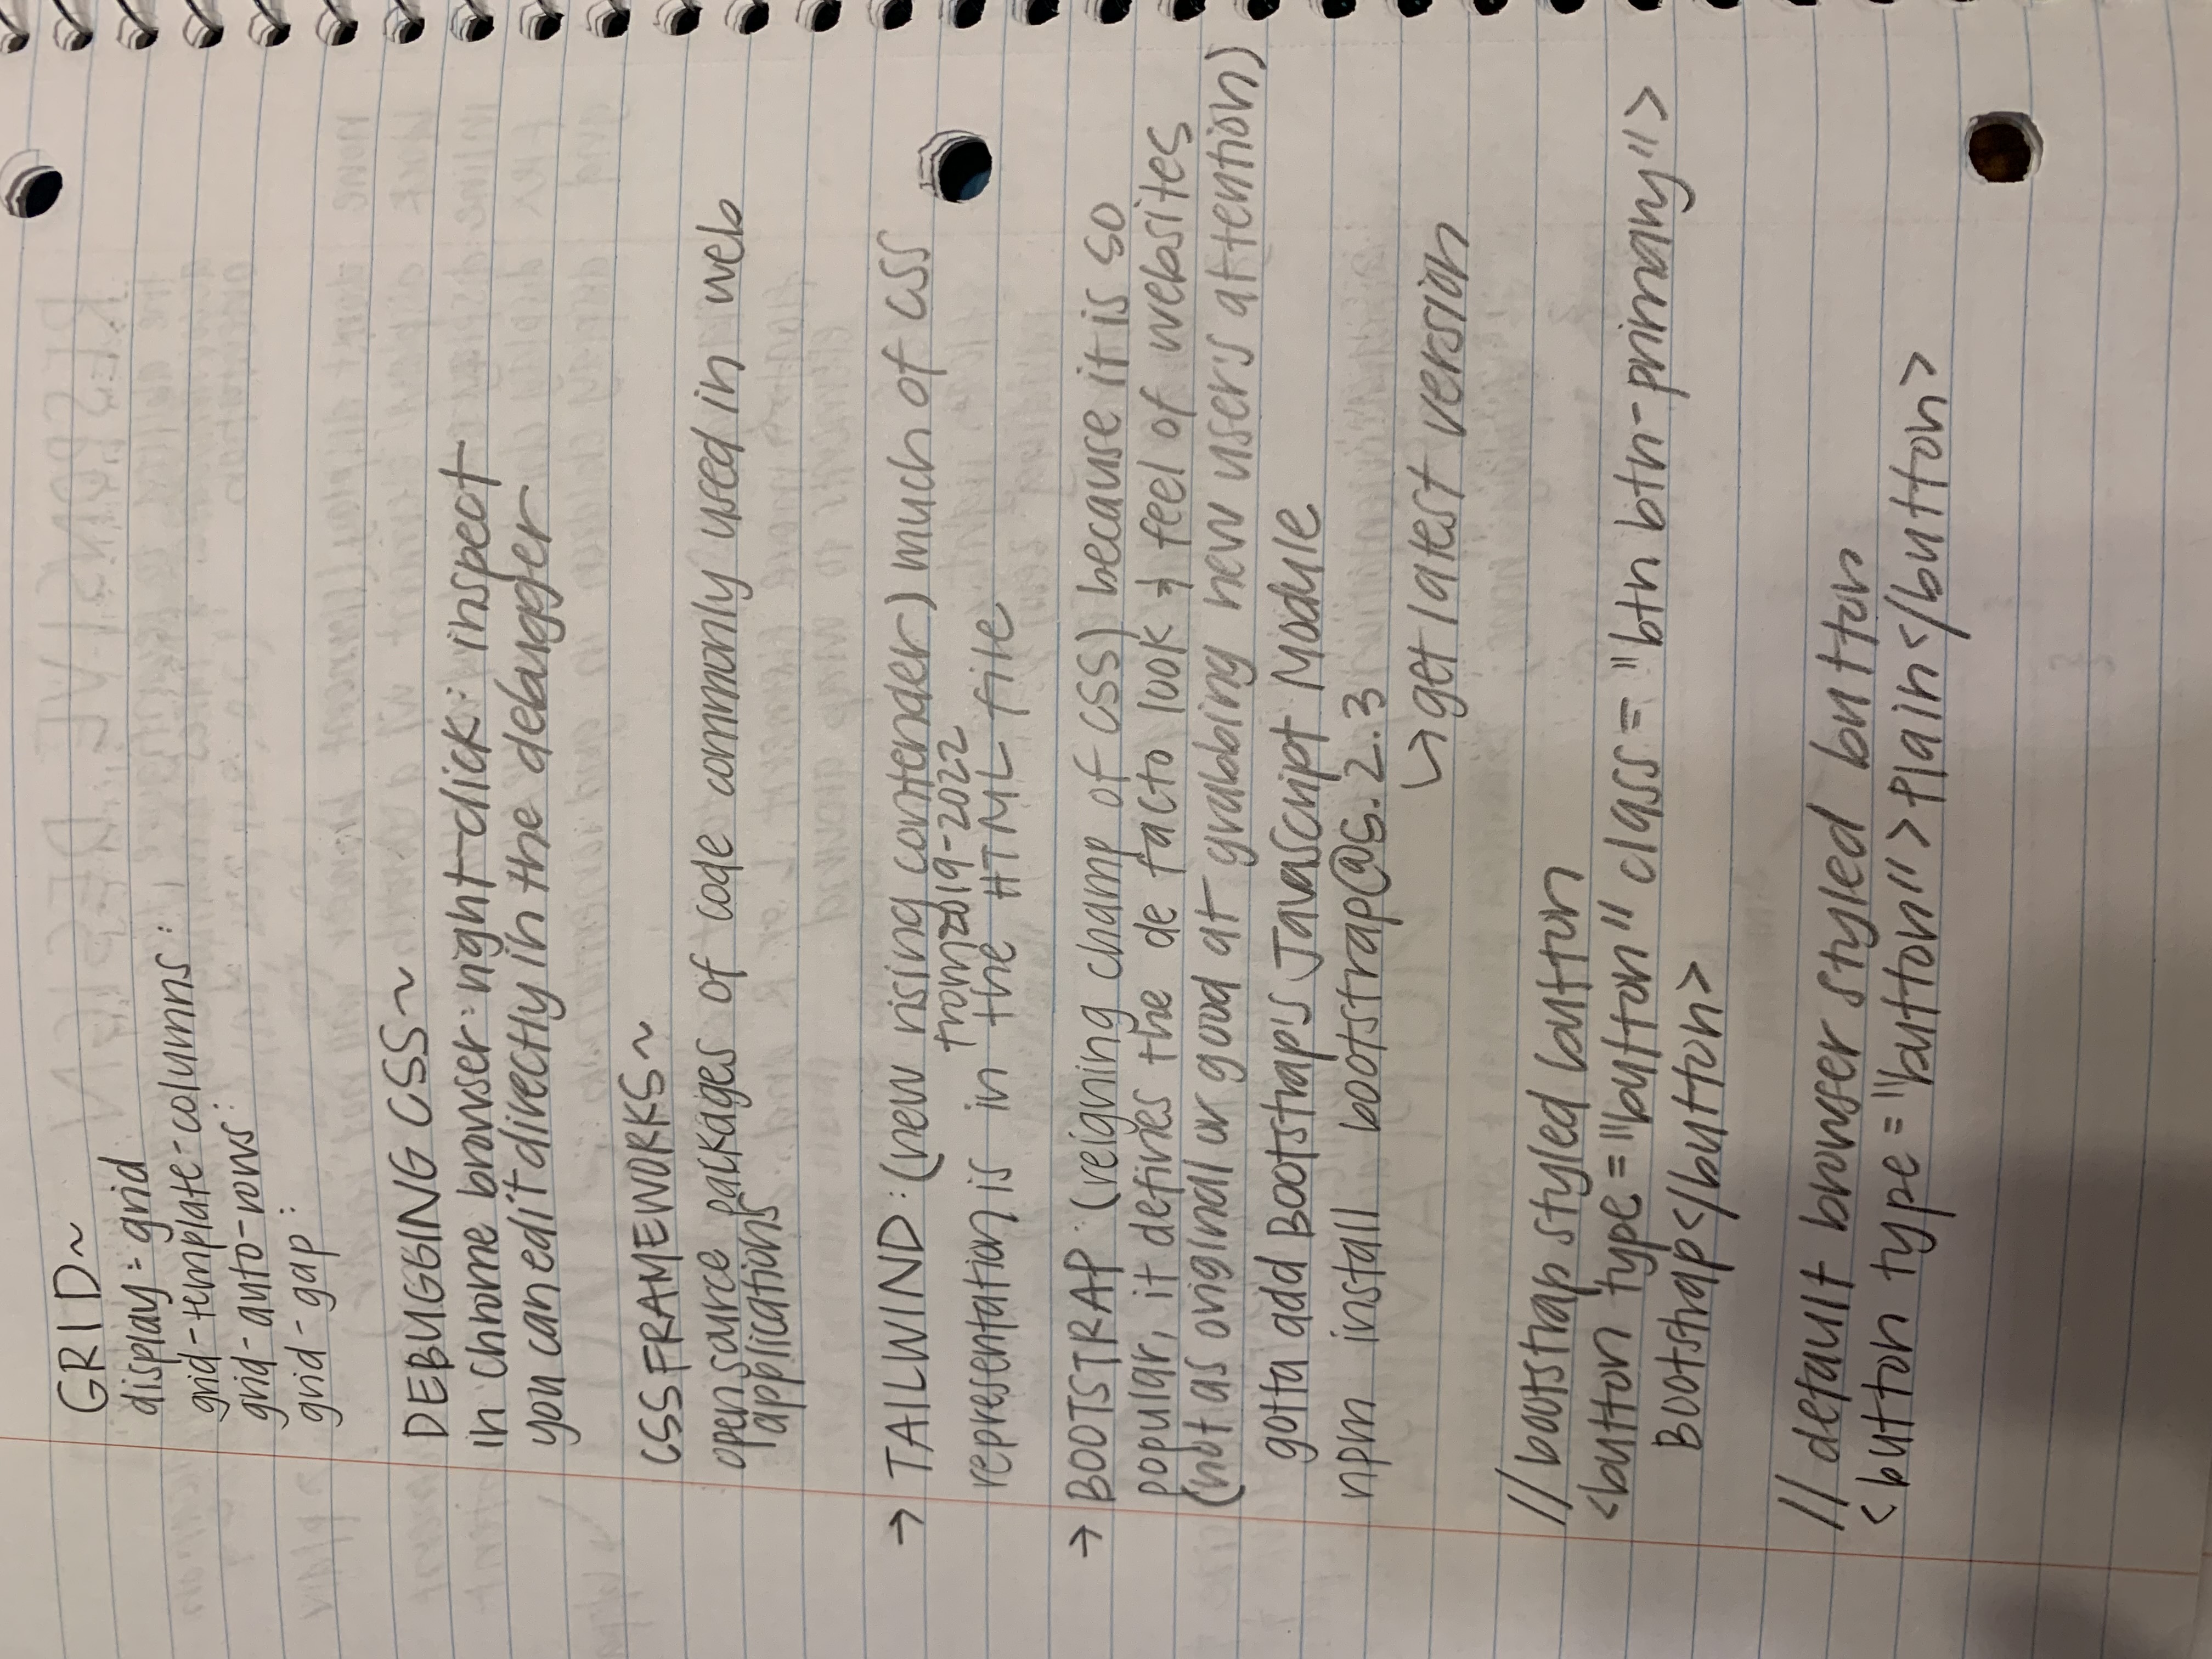 GRID~
display: grid
grid-template-columns:
grid-auto-rows:
grid-gap:
DEBUGGING CSS~
in chrome browser: right-click: inspect
you can edit directly in the debugger
CSS FRAMEWORKS~
open source packages of code commonly used in web
applications
→ TAILWIND: (new rising contender) much of CSS
from 2019-2022
representation is in the HTML file
→ BOOTSTRAP: (reigning champ of CSS) because it is so
popular, it defines the de facto look & feel of websites
(not as original or good at grabbing new user's attention)
gotta add Bootstrap's JavaScript Module
npm install bootstrap@5.2.3
↳ get latest version
// bootstrap styled button
<button type="button" class="btn btn-primary">
Bootstrap</button>
// default browser styled button
<button type="button">Plain</button>